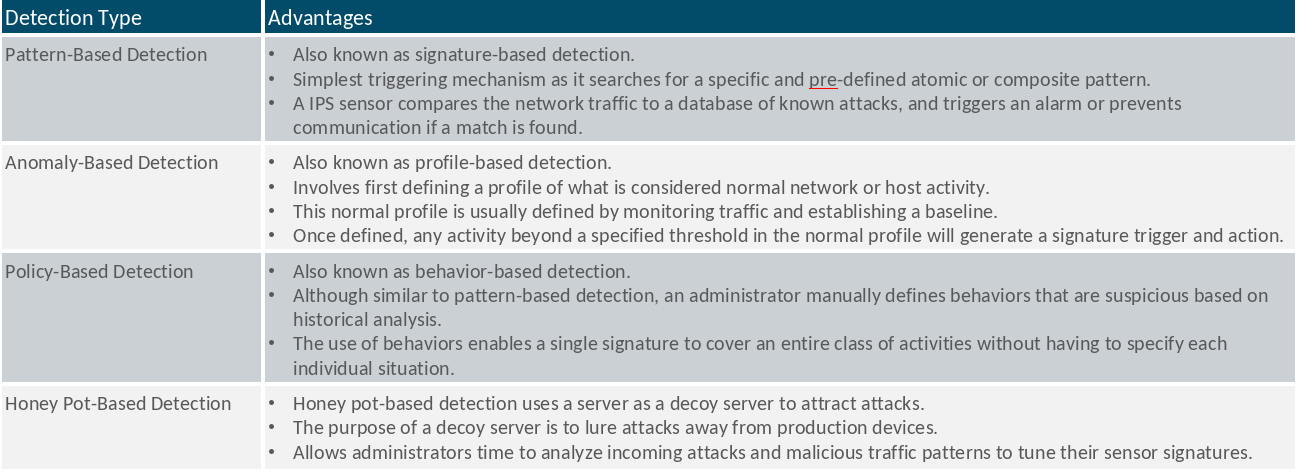 Detection Type
Advantages
Pattern-Based Detection
• Also known as signature-based detection.
• Simplest triggering mechanism as it searches for a specific and pre-defined atomic or composite pattern.
• A IPS sensor compares the network traffic to a database of known attacks, and triggers an alarm or prevents
communication if a match is found.
Anomaly-Based Detection
• Also known as profile-based detection.
• Involves first defining a profile of what is considered normal network or host activity.
• This normal profile is usually defined by monitoring traffic and establishing a baseline.
• Once defined, any activity beyond a specified threshold in the normal profile will generate a signature trigger and action.
Policy-Based Detection
• Also known as behavior-based detection.
• Although similar to pattern-based detection, an administrator manually defines behaviors that are suspicious based on
historical analysis.
• The use of behaviors enables a single signature to cover an entire class of activities without having to specify each
individual situation.
Honey Pot-Based Detection
• Honey pot-based detection uses a server as a decoy server to attract attacks.
• The purpose of a decoy server is to lure attacks away from production devices.
• Allows administrators time to analyze incoming attacks and malicious traffic patterns to tune their sensor signatures.